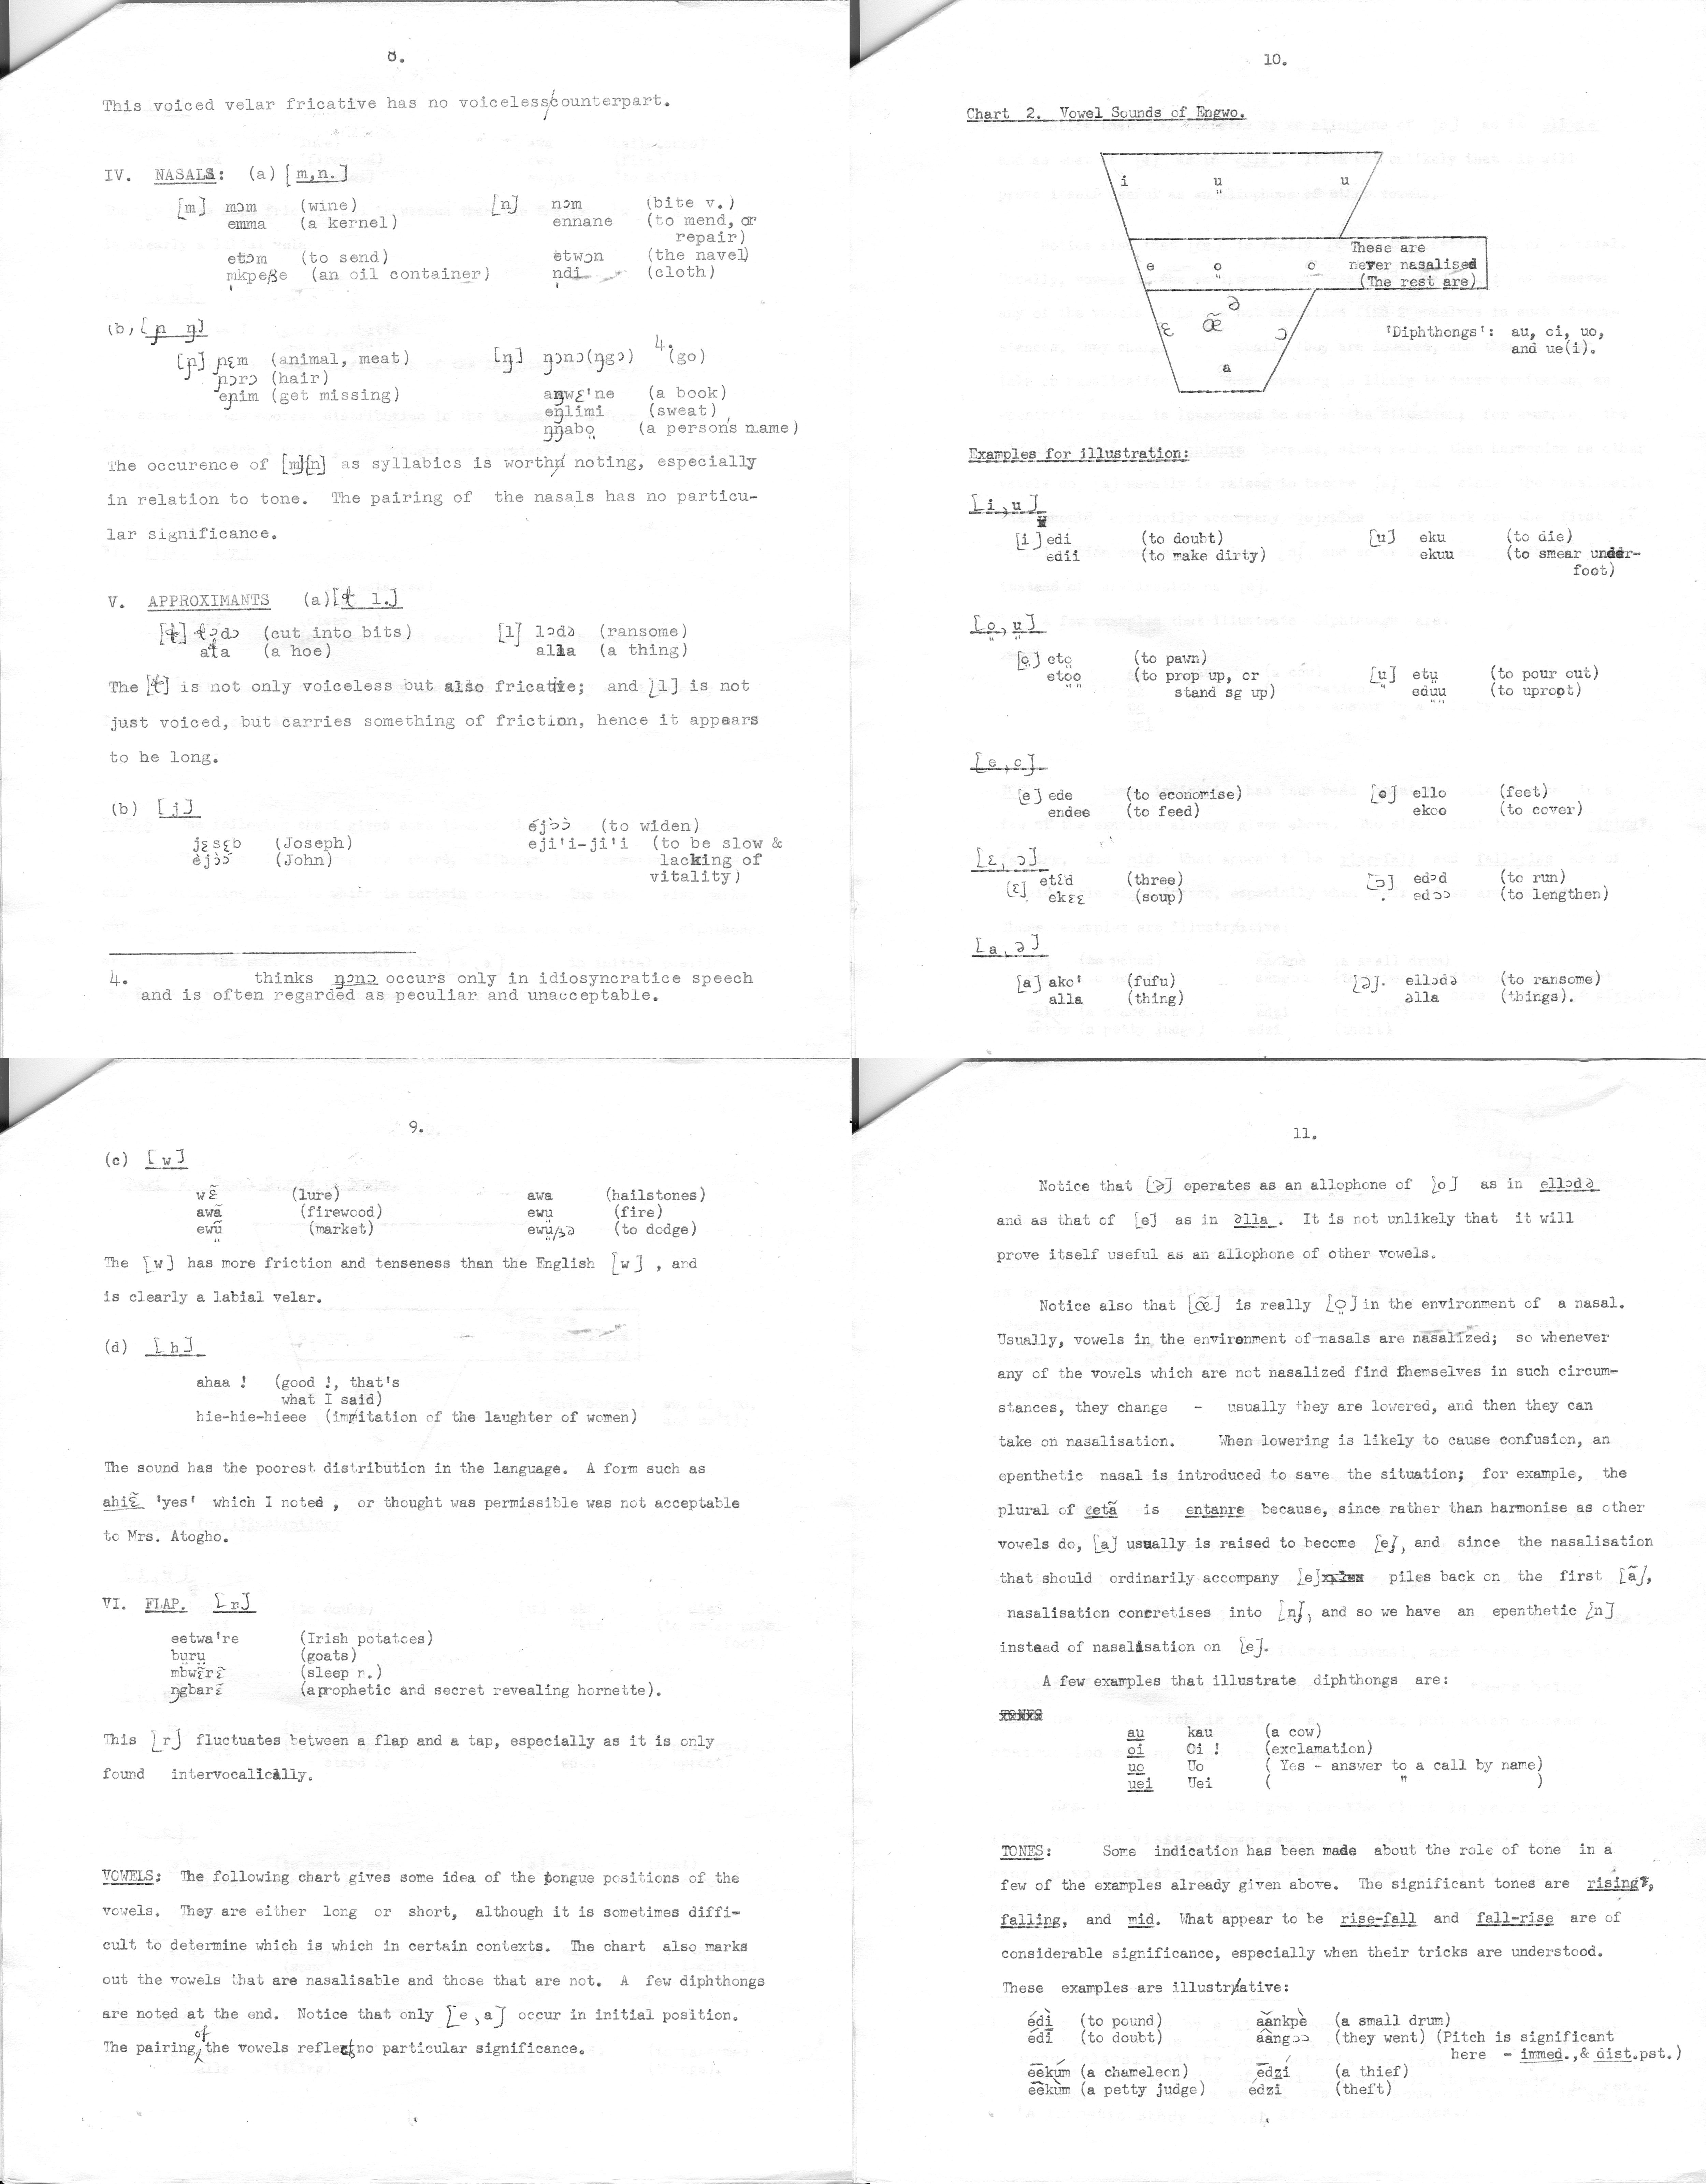 8.
This voiced velar fricative has no voiceless counterpart.
IV. NASALS: (a) [m,n.]
[m] mɔm (wine) [n] nɔm (bite v.)
emma (a kernel) ennane (to mend, or
repair)
etɔm (to send) etwɔn (the navel)
m̩kpeβe (an oil container) n̩di (cloth)
(b) [ɲ ŋ]
[ɲ] ɲɛm (animal, meat) [ŋ] ŋɔnɔ(ŋgɔ) 4. (go)
ɲɔrɔ (hair)
eɲim (get missing) aŋwɛ'ne (a book)
eŋlimi (sweat)
ŋŋabo̤ (a person's name)
The occurence of [m][n] as syllabics is worth noting, especially
in relation to tone. The pairing of the nasals has no particu-
lar significance.
V. APPROXIMANTS (a)[ɬ l.]
[ɬ] ɬɔdɔ (cut into bits) [l] lɔdə (ransome)
aɬa (a hoe) alla (a thing)
The [ɬ] is not only voiceless but also fricative; and [l] is not
just voiced, but carries something of friction, hence it appears
to be long.
(b) [j]
éjɔ̀ɔ̀ (to widen)
jɛsɛb (Joseph) eji'i-ji'i (to be slow &
èjɔ̀ɔ̀ (John) lacking of
vitality)
4. thinks ŋɔnɔ occurs only in idiosyncratice speech
and is often regarded as peculiar and unacceptable.
10.
Chart 2. Vowel Sounds of Engwo.
i ṳ u
e o̤ o
These are
never nasalised
(The rest are)
ə
ɛ œ̃ ɔ
a
'Diphthongs': au, oi, uo,
and ue(i).
Examples for illustration:
[i,u]
[i] edi (to doubt) [u] eku (to die)
edii (to make dirty) ekuu (to smear under-
foot)
[o̤,ṳ]
[o̤] eto̤ (to pawn)
eto̤o̤ (to prop up, or [ṳ] etṳ (to pour out)
stand sg up) edṳṳ (to uproot)
[e,o]
[e] ede (to economise) [o] ello (feet)
endee (to feed) ekoo (to cover)
[ɛ,ɔ]
[ɛ] etɛd (three) [ɔ] edɔd (to run)
ekɛɛ (soup) edɔɔ (to lengthen)
[a,ə]
[a] ako' (fufu) [ə]. ellɔdə (to ransome)
alla (thing) əlla (things).
9.
(c) [w]
wɛ̃ (lure) awa (hailstones)
awã (firewood) ewṳ (fire)
ewṳ̃ (market) ewṳβə (to dodge)
The [w] has more friction and tenseness than the English [w] , and
is clearly a labial velar.
(d) [h]
ahaa ! (good !, that's
what I said)
hie-hie-hieee (imitation of the laughter of women)
The sound has the poorest distribution in the language. A form such as
ahiɛ̃ 'yes' which I noted , or thought was permissible was not acceptable
to Mrs. Atogho.
VI. FLAP. [r]
eetwa're (Irish potatoes)
bṳrṳ (goats)
mbwɛ̃rɛ̃ (sleep n.)
ŋgbarɛ̃ (a prophetic and secret revealing hornette).
This [r] fluctuates between a flap and a tap, especially as it is only
found intervocalically.
VOWELS: The following chart gives some idea of the tongue positions of the
vowels. They are either long or short, although it is sometimes diffi-
cult to determine which is which in certain contexts. The chart also marks
out the vowels that are nasalisable and those that are not. A few diphthongs
are noted at the end. Notice that only [e,a] occur in initial position.
The pairing of the vowels reflects no particular significance.
11.
Notice that [ə] operates as an allophone of [o] as in ellɔdə
and as that of [e] as in əlla. It is not unlikely that it will
prove itself useful as an allophone of other vowels.
Notice also that [œ̃] is really [o̤] in the environment of a nasal.
Usually, vowels in the environment of nasals are nasalized; so whenever
any of the vowels which are not nasalized find themselves in such circum-
stances, they change - usually they are lowered, and then they can
take on nasalisation. When lowering is likely to cause confusion, an
epenthetic nasal is introduced to save the situation; for example, the
plural of eetã is entanre because, since rather than harmonise as other
vowels do, [a] usually is raised to become [e], and since the nasalisation
that should ordinarily accompany [e] piles back on the first [ã],
nasalisation concretises into [n], and so we have an epenthetic [n]
instead of nasalisation on [e].
A few examples that illustrate diphthongs are:
au kau (a cow)
oi Oi ! (exclamation)
uo Uo ( Yes - answer to a call by name)
uei Uei ( " )
TONES: Some indication has been made about the role of tone in a
few of the examples already given above. The significant tones are rising,
falling, and mid. What appear to be rise-fall and fall-rise are of
considerable significance, especially when their tricks are understood.
These examples are illustrative:
édì (to pound) aǎnkpè (a small drum)
édī (to doubt) aângɔɔ (they went) (Pitch is significant
here - immed.,& dist.pst.)
ēekúm (a chameleon) ēdzí (a thief)
eêkùm (a petty judge) édzi (theft)